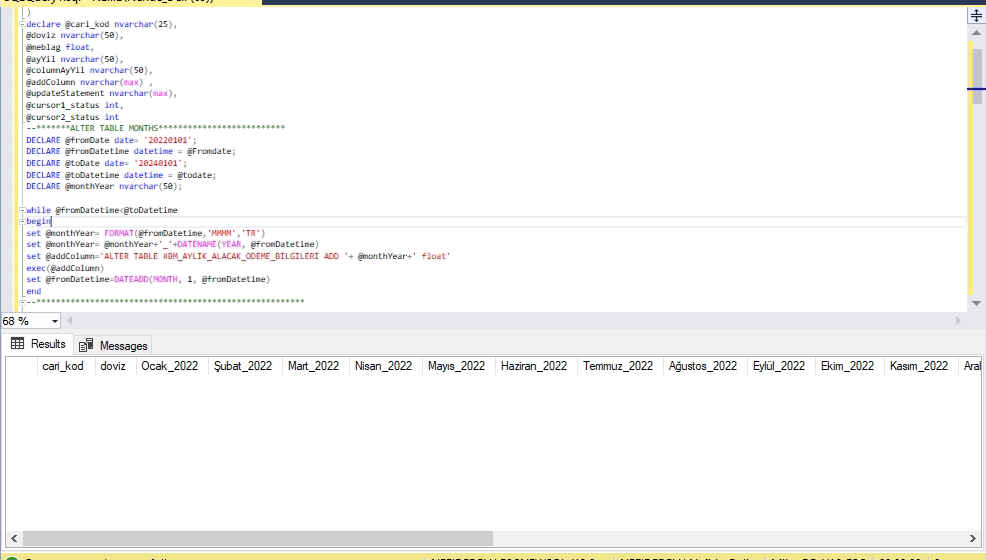 )
declare @cari_kod nvarchar(25),
@doviz nvarchar(50),
@meblag float,
@ayYil nvarchar(50),
@columnAyYil nvarchar(50),
@addColumn nvarchar(max) ,
@updateStatement nvarchar(max),
@cursor1_status int,
@cursor2_status int
--*******ALTER TABLE MONTHS**************************
DECLARE @fromDate date= '20220101';
DECLARE @fromDatetime datetime = @Fromdate;
DECLARE @toDate date= '20240101';
DECLARE @toDatetime datetime = @todate;
DECLARE @monthYear nvarchar(50);
while @fromDatetime<@toDatetime
begin
set @monthYear= FORMAT(@fromDatetime,'MMMM','TR')
set @monthYear= @monthYear+'_'+DATENAME(YEAR, @fromDatetime)
set @addColumn='ALTER TABLE #BM_AYLIK_ALACAK_ODEME_BILGILERI ADD '+ @monthYear+' float'
exec(@addColumn)
set @fromDatetime=DATEADD(MONTH, 1, @fromDatetime)
end
--*******************************************************
68 %
Results Messages
cari_kod doviz Ocak_2022 Şubat_2022 Mart_2022 Nisan_2022 Mayıs_2022 Haziran_2022 Temmuz_2022 Ağustos_2022 Eylül_2022 Ekim_2022 Kasım_2022 Aral